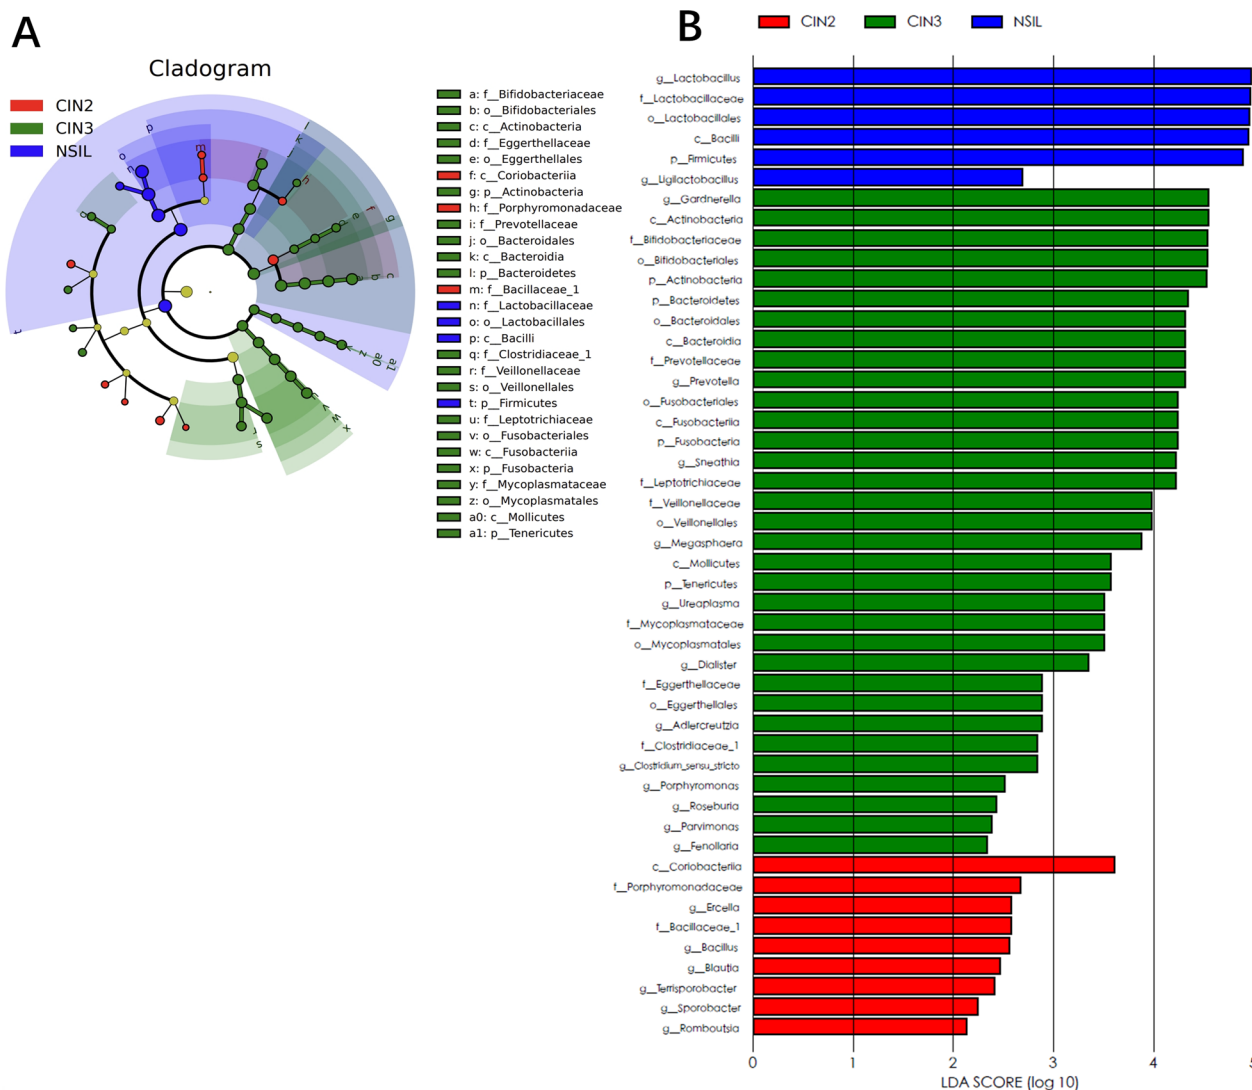 A
Cladogram
CIN2
CIN3
NSIL
a: f__Bifidobacteriaceae
b: o__Bifidobacteriales
c: c__Actinobacteria
d: f__Eggerthellaceae
e: o__Eggerthellales
f: c__Coriobacteriia
g: p__Actinobacteria
h: f__Porphyromonadaceae
i: f__Prevotellaceae
j: o__Bacteroidales
k: c__Bacteroidia
l: p__Bacteroidetes
m: f__Bacillaceae_1
n: f__Lactobacillaceae
o: o__Lactobacillales
p: c__Bacilli
q: f__Clostridiaceae_1
r: f__Veillonellaceae
s: o__Veillonellales
t: p__Firmicutes
u: f__Leptotrichiaceae
v: o__Fusobacteriales
w: c__Fusobacteriia
x: p__Fusobacteria
y: f__Mycoplasmataceae
z: o__Mycoplasmatales
a0: c__Mollicutes
a1: p__Tenericutes
B
CIN2 CIN3 NSIL
g__Lactobacillus
f__Lactobacillaceae
o__Lactobacillales
c__Bacilli
p__Firmicutes
g__Ligilactobacillus
g__Gardnerella
c__Actinobacteria
f__Bifidobacteriaceae
o__Bifidobacteriales
p__Actinobacteria
p__Bacteroidetes
o__Bacteroidales
c__Bacteroidia
f__Prevotellaceae
g__Prevotella
o__Fusobacteriales
c__Fusobacteriia
p__Fusobacteria
g__Sneathia
f__Leptotrichiaceae
f__Veillonellaceae
o__Veillonellales
g__Megasphaera
c__Mollicutes
p__Tenericutes
g__Ureaplasma
f__Mycoplasmataceae
o__Mycoplasmatales
g__Dialister
f__Eggerthellaceae
o__Eggerthellales
g__Adlercreutzia
f__Clostridiaceae_1
g__Clostridium_sensu_stricto
g__Porphyromonas
g__Roseburia
g__Parvimonas
g__Fenollaria
c__Coriobacteriia
f__Porphyromonadaceae
g__Ercella
f__Bacillaceae_1
g__Bacillus
g__Blautia
g__Terrisporobacter
g__Sporobacter
g__Romboutsia
0 1 2 3 4 5
LDA SCORE (log 10)